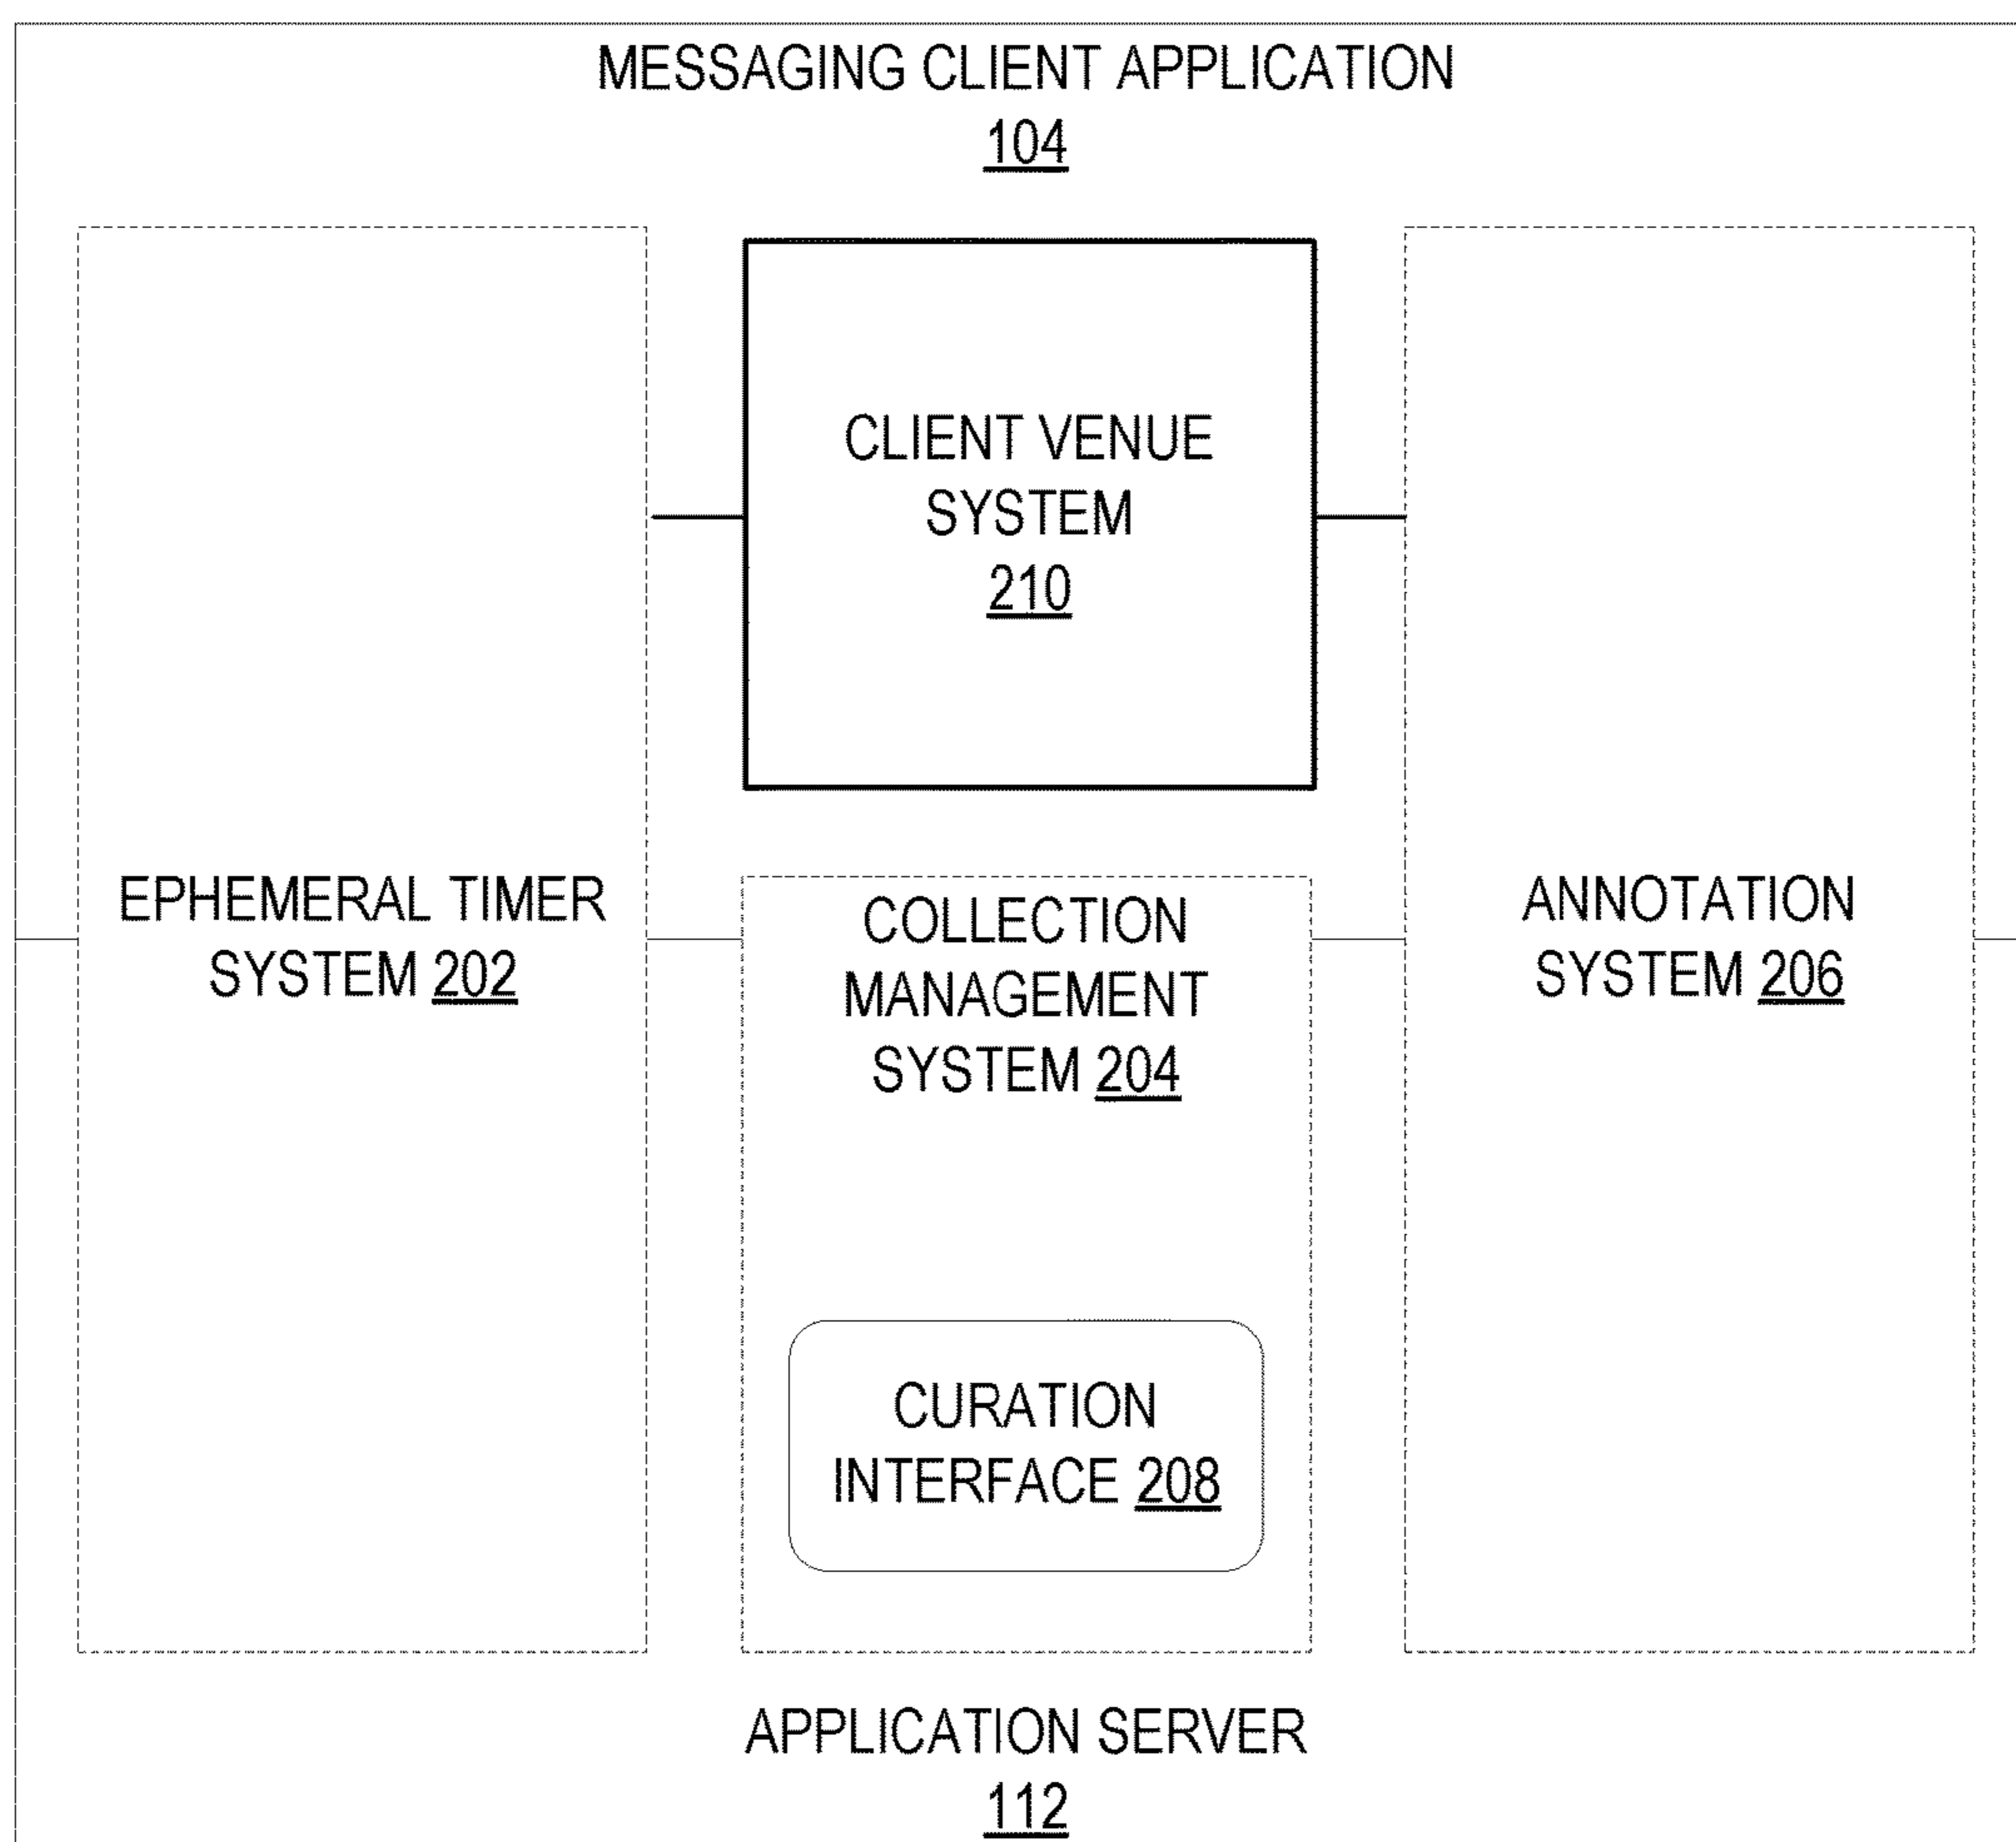 MESSAGING CLIENT APPLICATION
104
CLIENT VENUE
SYSTEM
210
EPHEMERAL TIMER
SYSTEM 202
COLLECTION
MANAGEMENT
SYSTEM 204
ANNOTATION
SYSTEM 206
CURATION
INTERFACE 208
APPLICATION SERVER
112